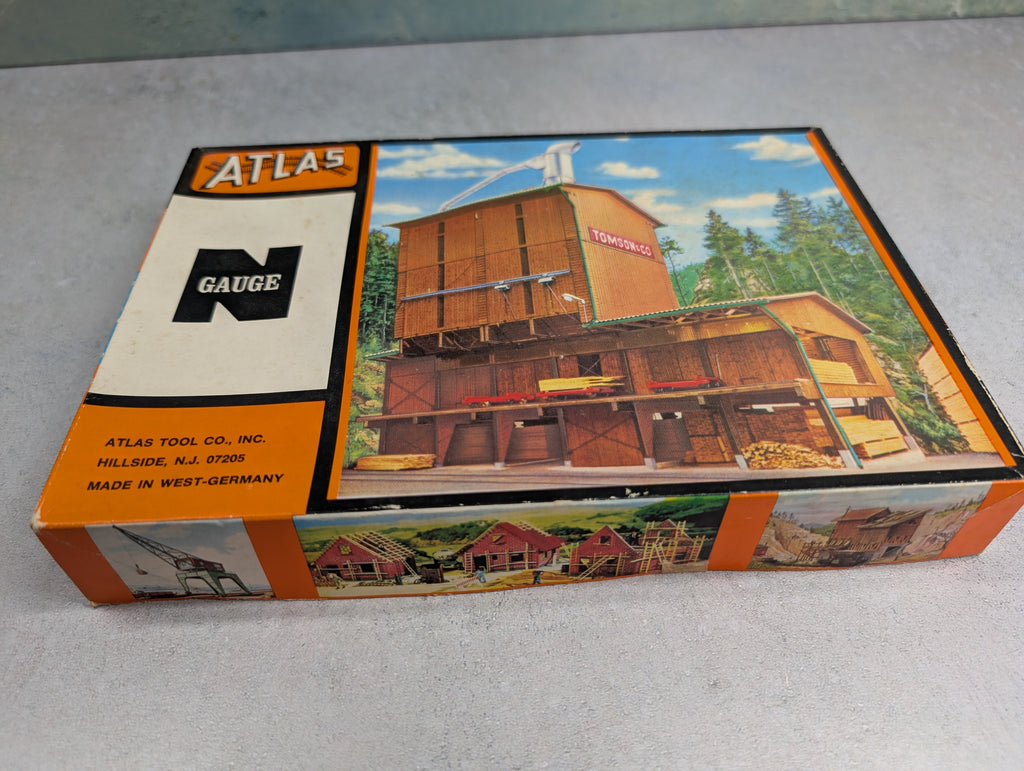 ATLAS
N
GAUGE
TOMSON & CO
ATLAS TOOL CO., INC.
HILLSIDE, N.J. 07205
MADE IN WEST-GERMANY